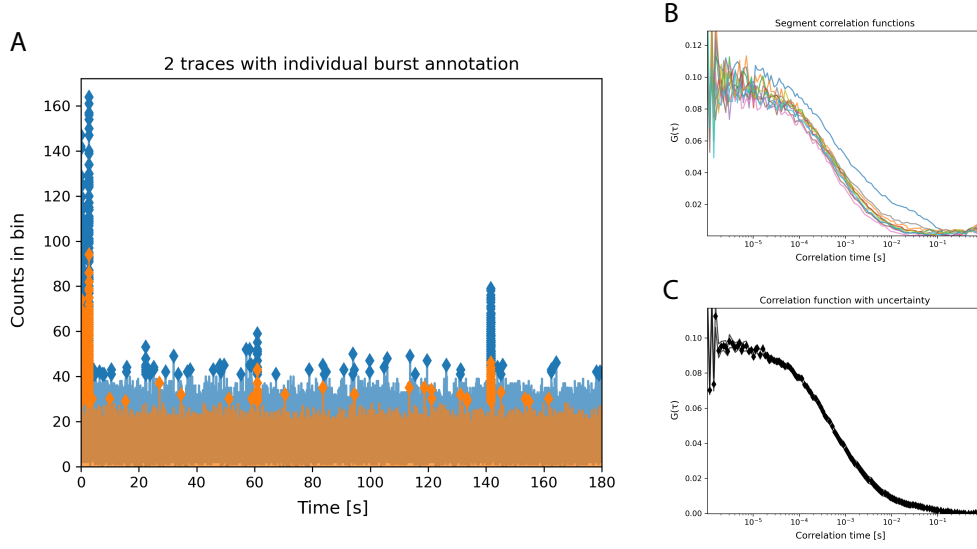 A
2 traces with individual burst annotation
Counts in bin
160
140
120
100
80
60
40
20
0
0 20 40 60 80 100 120 140 160 180
Time [s]
B
Segment correlation functions
G(τ)
0.12
0.10
0.08
0.06
0.04
0.02
10⁻⁵ 10⁻⁴ 10⁻³ 10⁻² 10⁻¹
Correlation time [s]
C
Correlation function with uncertainty
G(τ)
0.10
0.08
0.06
0.04
0.02
0.00
10⁻⁵ 10⁻⁴ 10⁻³ 10⁻² 10⁻¹
Correlation time [s]